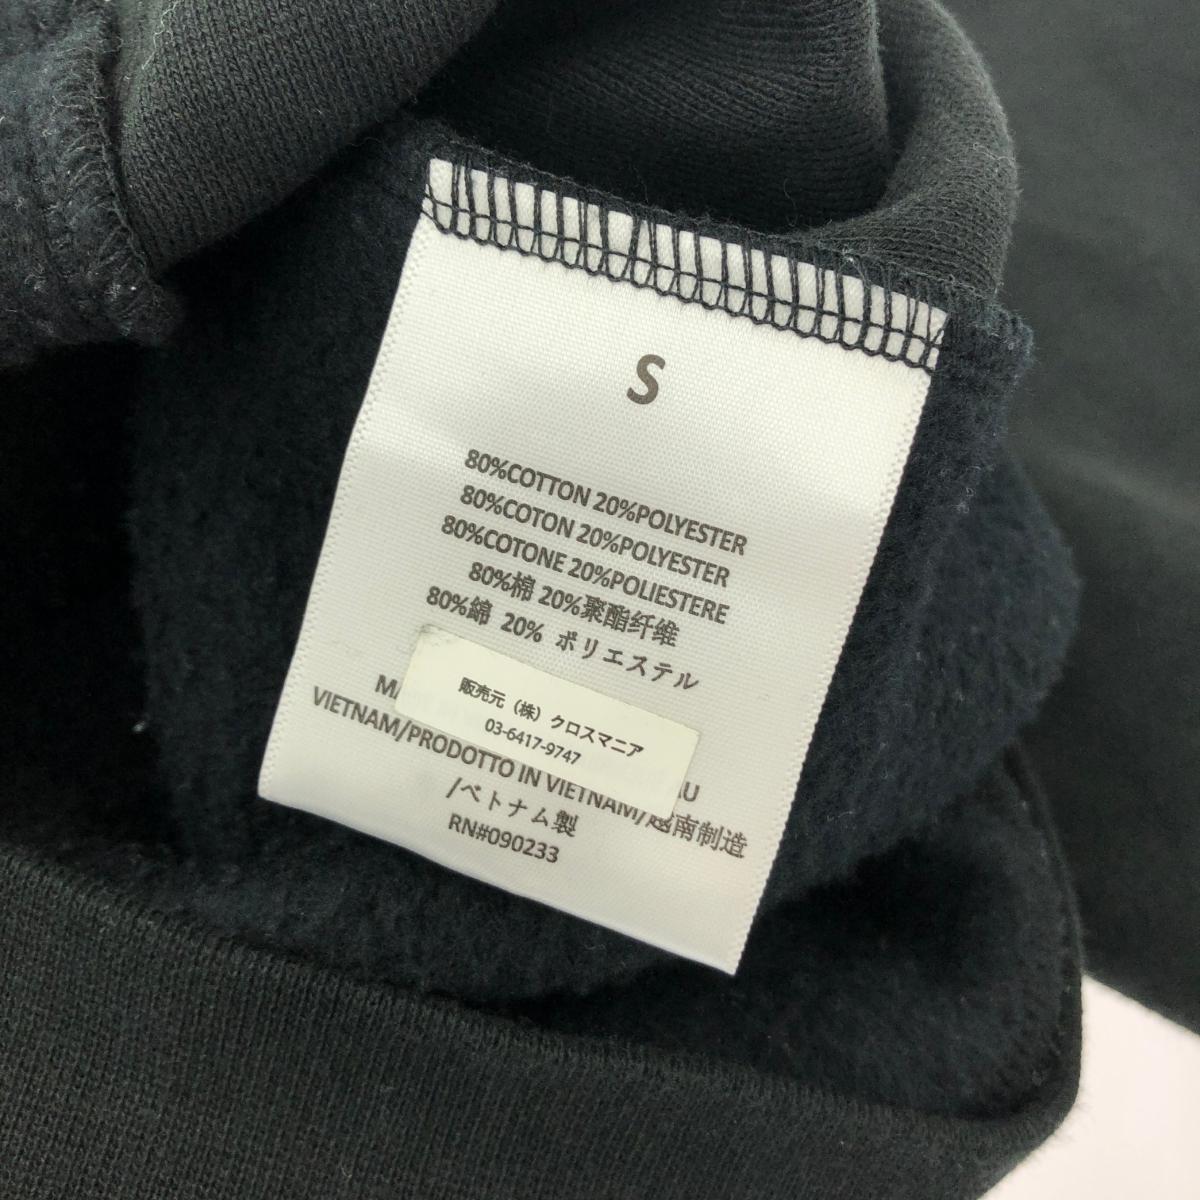 S
80%COTTON 20%POLYESTER
80%COTON 20%POLYESTER
80%COTONE 20%POLIESTERE
80%棉 20%聚酯纤维
80%綿 20% ポリエステル
販売元（株）クロスマニア
03-6417-9747
VIETNAM/PRODOTTO IN VIETNAM/越南制造
/ベトナム製
RN#090233